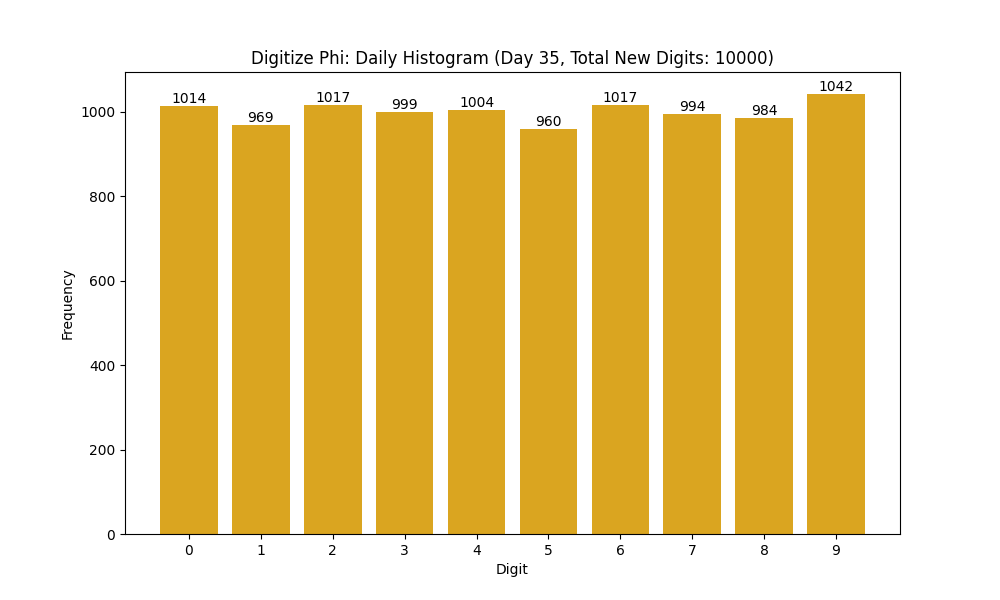 Digitize Phi: Daily Histogram (Day 35, Total New Digits: 10000)
1014 969 1017 999 1004 960 1017 994 984 1042
1000
800
600
400
200
0
Frequency
0 1 2 3 4 5 6 7 8 9
Digit